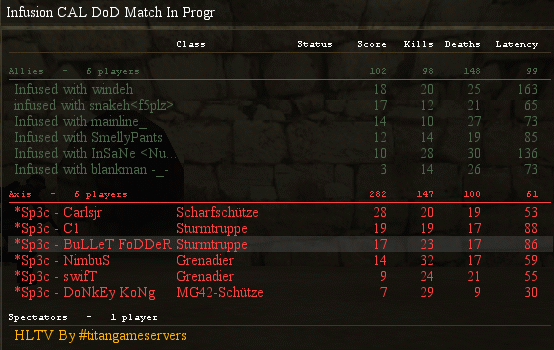 Infusion CAL DoD Match In Progr
Class Status Score Kills Deaths Latency
Allies - 6 players 102 98 148 99
Infused with windeh 18 20 25 163
infused with snakeh<f5plz> 17 12 21 65
Infused with mainline_ 14 10 27 73
Infused with SmellyPants 12 14 19 85
Infused with InSaNe <Nu... 10 28 30 136
Infused with blankman -_- 3 14 26 73
Axis - 6 players 282 147 100 61
*Sp3c - Carlsjr Scharfschütze 28 20 19 53
*Sp3c - C1 Sturmtruppe 19 19 17 88
*Sp3c - BuLLeT FoDDeR Sturmtruppe 17 23 17 86
*Sp3c - NimbuS Grenadier 14 32 17 59
*Sp3c - swifT Grenadier 9 24 21 55
*Sp3c - DoNkEy KoNg MG42-Schütze 7 29 9 30
Spectators - 1 player
HLTV By #titangameservers